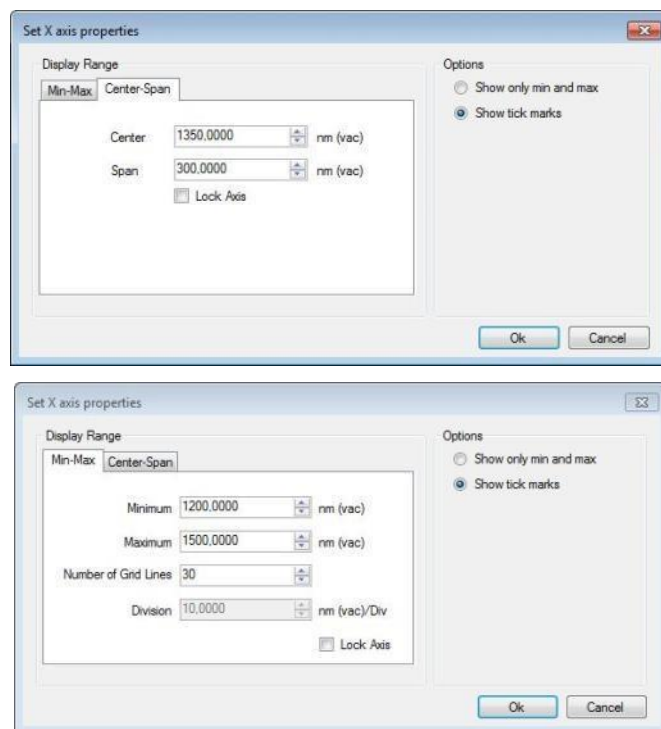 Set X axis properties
Display Range
Options
Min-Max Center-Span
Show only min and max
Show tick marks
Center 1350,0000 nm (vac)
Span 300,0000 nm (vac)
Lock Axis
Ok Cancel
Set X axis properties
Display Range
Options
Min-Max Center-Span
Show only min and max
Show tick marks
Minimum 1200,0000 nm (vac)
Maximum 1500,0000 nm (vac)
Number of Grid Lines 30
Division 10,0000 nm (vac)/Div
Lock Axis
Ok Cancel